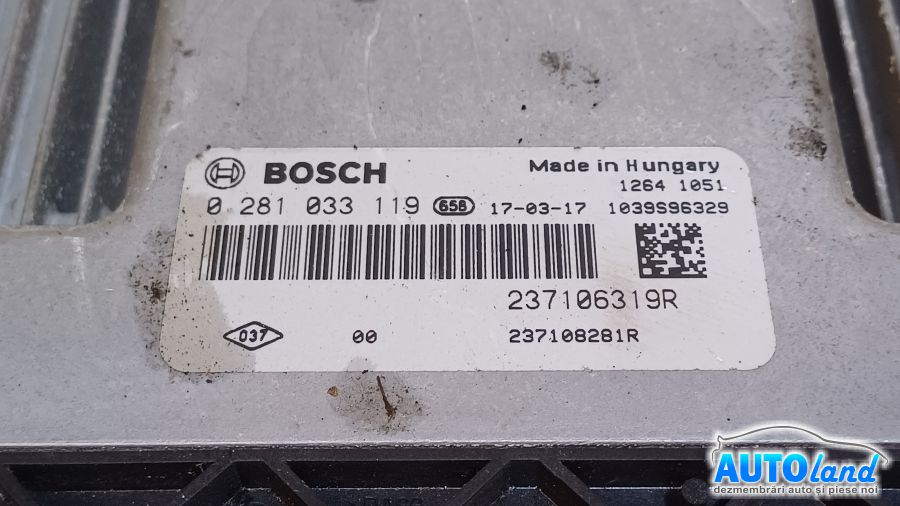 BOSCH
Made in Hungary
1264 1051
0 281 033 119 65B 17-03-17 1039S96329
237106319R
037 00 237108281R
AUTOland
dezmembrări auto și piese noi